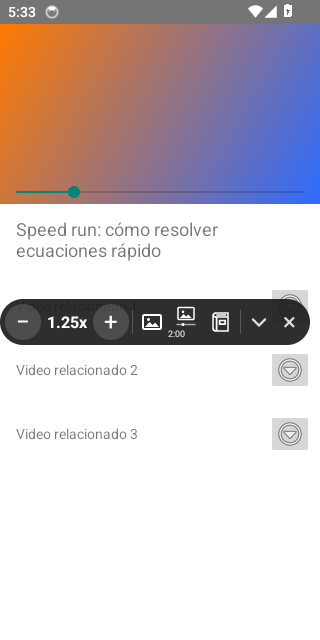 5:33
Speed run: cómo resolver
ecuaciones rápido
1.25x
2:00
Video relacionado 2
Video relacionado 3